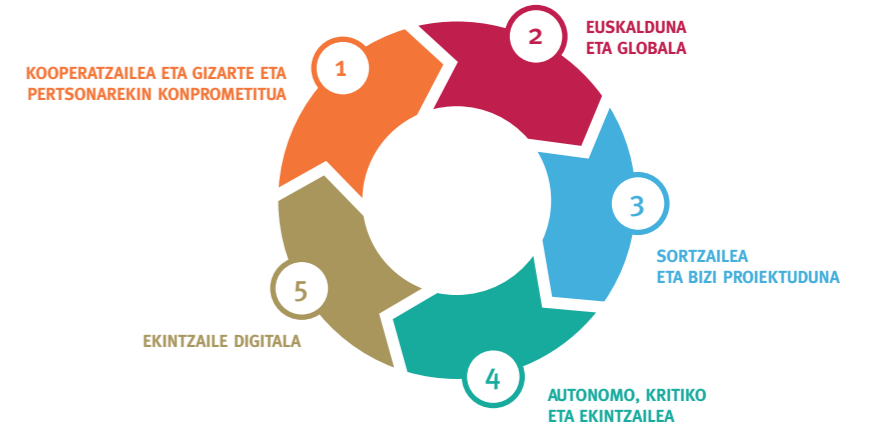 1
KOOPERATZAILEA ETA GIZARTE ETA
PERTSONAREKIN KONPROMETITUA
2
EUSKALDUNA
ETA GLOBALA
3
SORTZAILEA
ETA BIZI PROIEKTUDUNA
4
AUTONOMO, KRITIKO
ETA EKINTZAILEA
5
EKINTZAILE DIGITALA